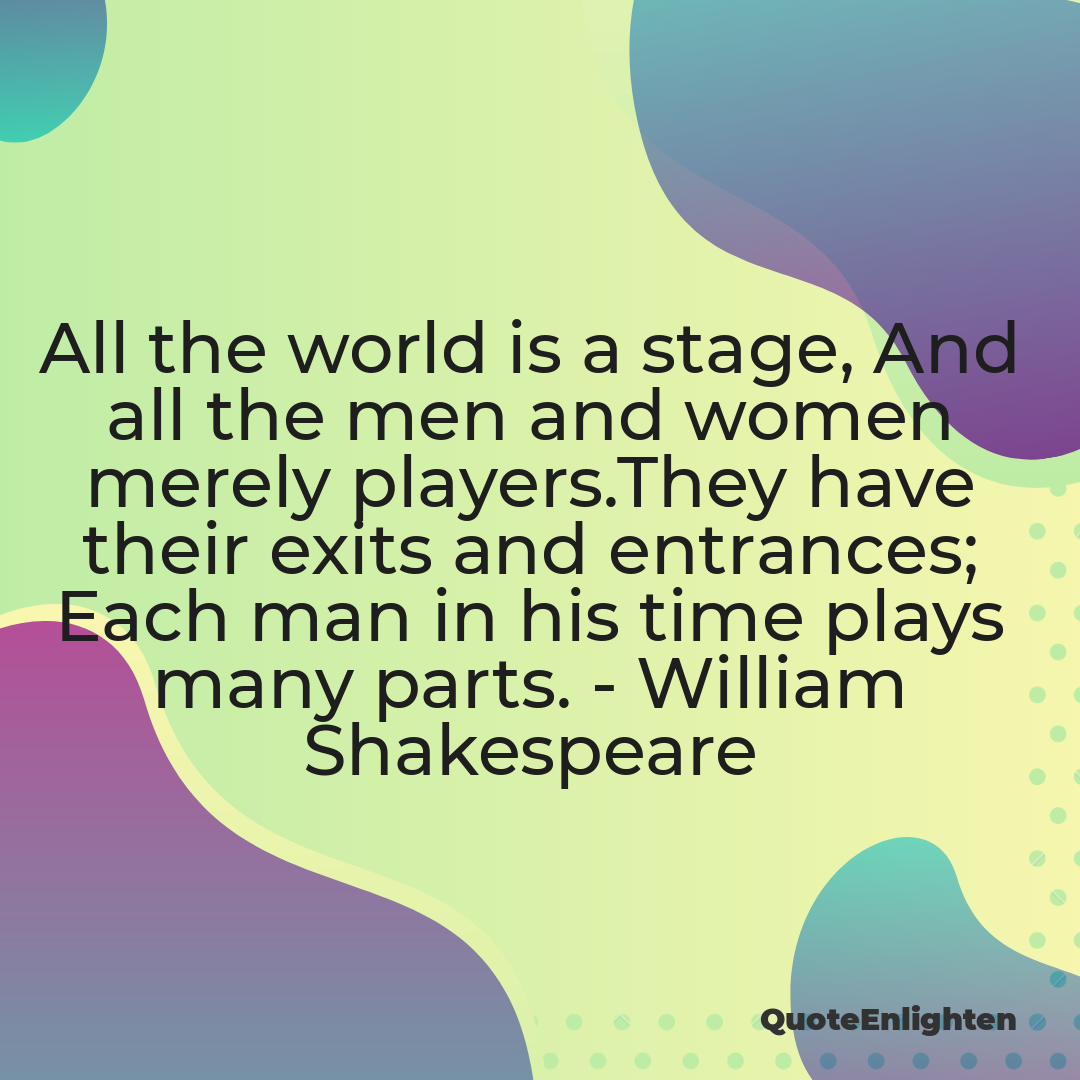 All the world is a stage, And
all the men and women
merely players.They have
their exits and entrances;
Each man in his time plays
many parts. - William
Shakespeare
QuoteEnlighten